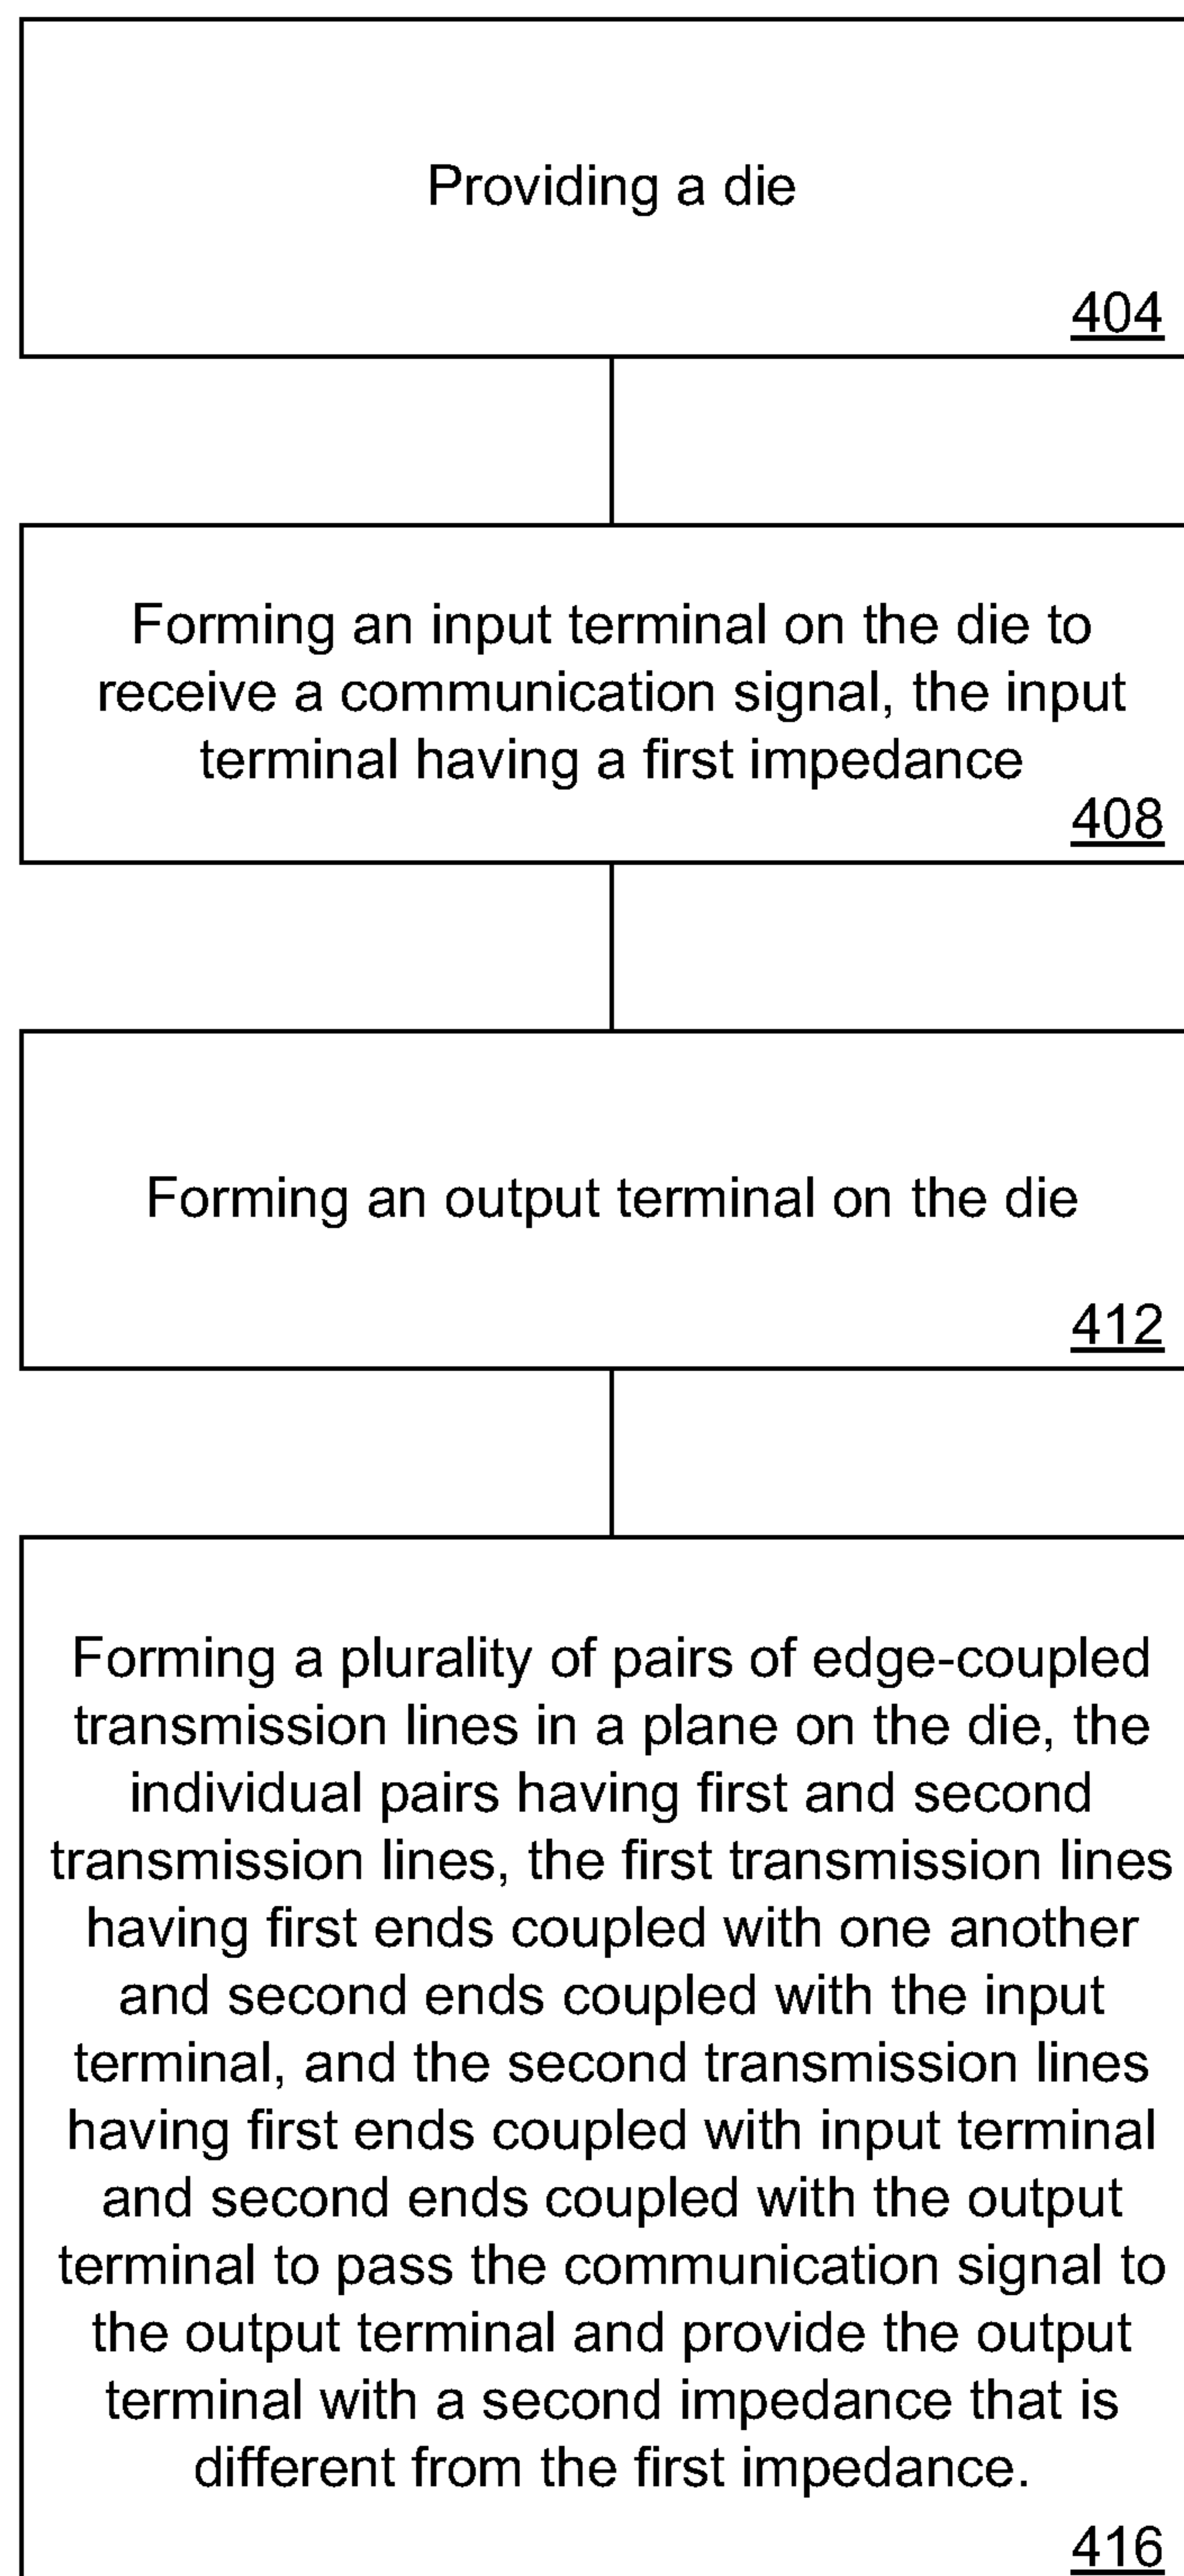 Providing a die
404
Forming an input terminal on the die to
receive a communication signal, the input
terminal having a first impedance
408
Forming an output terminal on the die
412
Forming a plurality of pairs of edge-coupled
transmission lines in a plane on the die, the
individual pairs having first and second
transmission lines, the first transmission lines
having first ends coupled with one another
and second ends coupled with the input
terminal, and the second transmission lines
having first ends coupled with input terminal
and second ends coupled with the output
terminal to pass the communication signal to
the output terminal and provide the output
terminal with a second impedance that is
different from the first impedance.
416